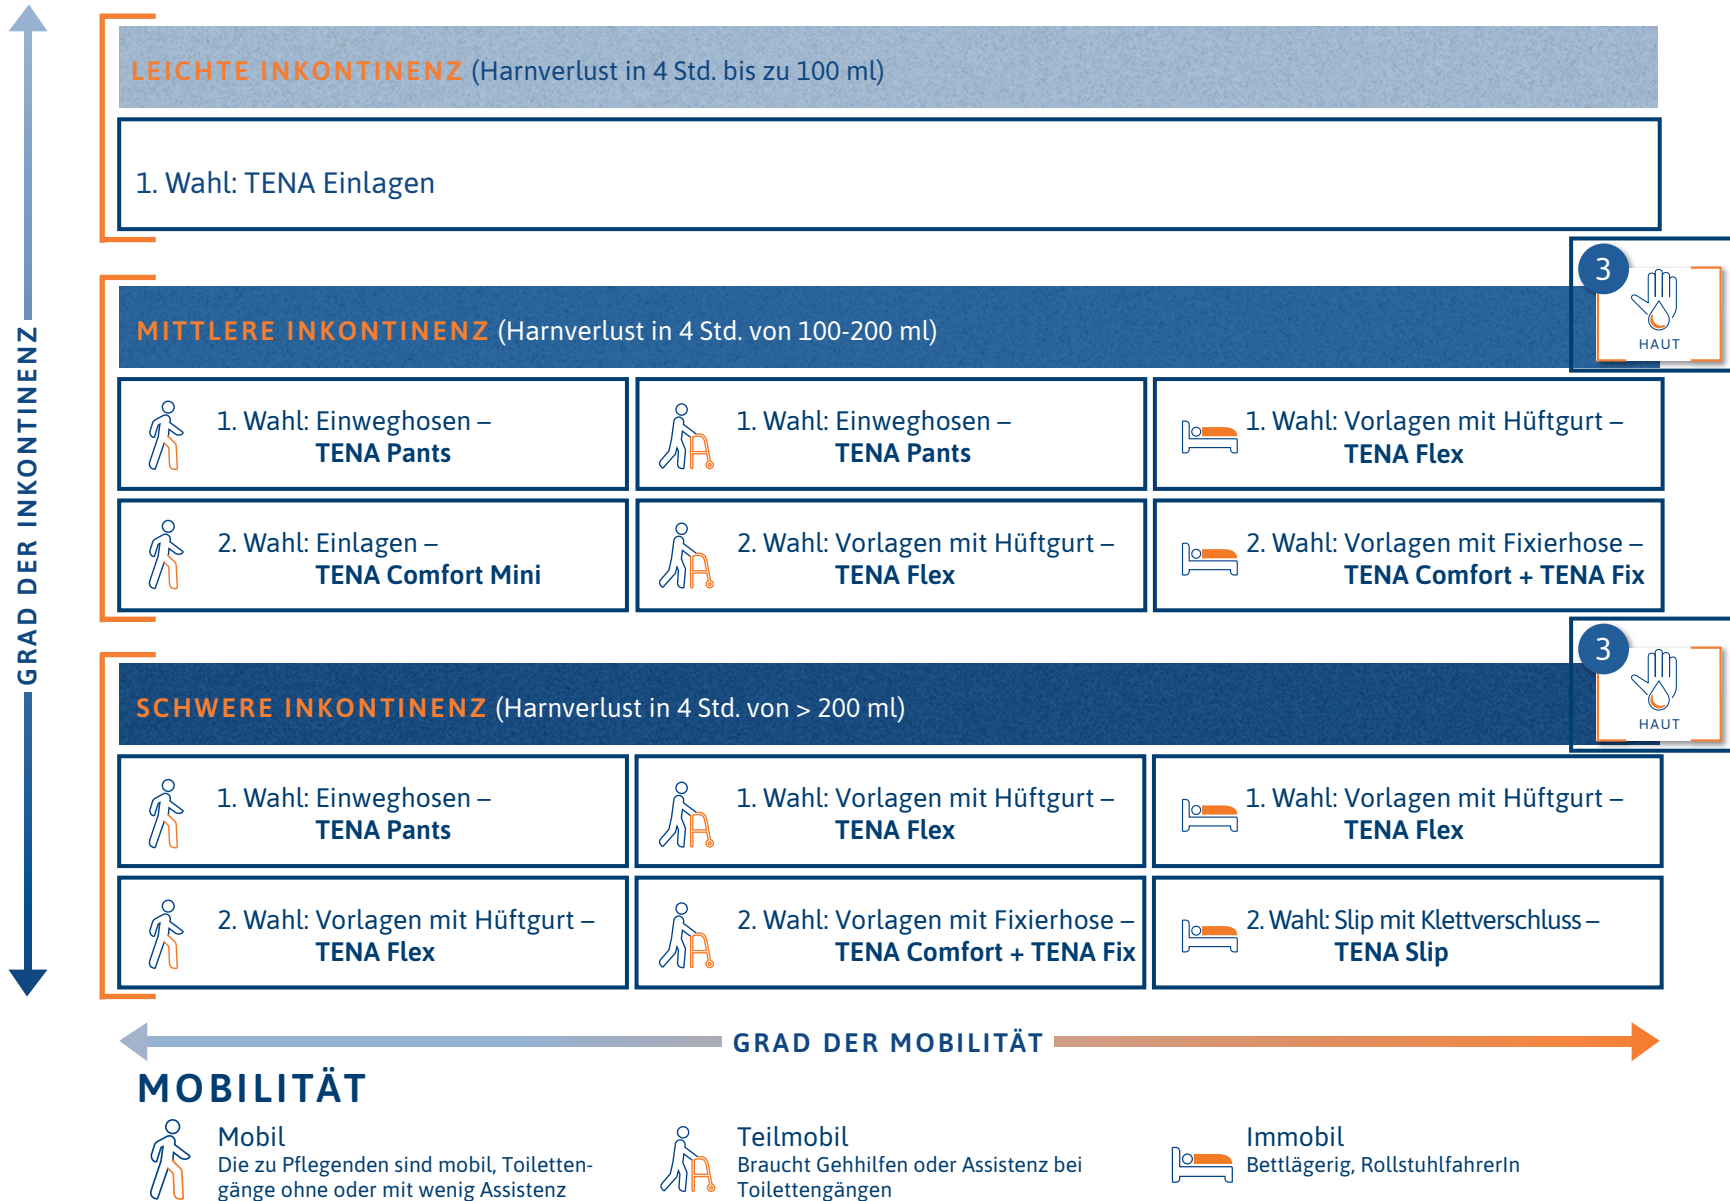 LEICHTE INKONTINENZ (Harnverlust in 4 Std. bis zu 100 ml)
1. Wahl: TENA Einlagen
GRAD DER INKONTINENZ
3
HAUT
MITTLERE INKONTINENZ (Harnverlust in 4 Std. von 100-200 ml)
1. Wahl: Einweghosen –
TENA Pants
1. Wahl: Einweghosen –
TENA Pants
1. Wahl: Vorlagen mit Hüftgurt –
TENA Flex
2. Wahl: Einlagen –
TENA Comfort Mini
2. Wahl: Vorlagen mit Hüftgurt –
TENA Flex
2. Wahl: Vorlagen mit Fixierhose –
TENA Comfort + TENA Fix
3
HAUT
SCHWERE INKONTINENZ (Harnverlust in 4 Std. von > 200 ml)
1. Wahl: Einweghosen –
TENA Pants
1. Wahl: Vorlagen mit Hüftgurt –
TENA Flex
1. Wahl: Vorlagen mit Hüftgurt –
TENA Flex
2. Wahl: Vorlagen mit Hüftgurt –
TENA Flex
2. Wahl: Vorlagen mit Fixierhose –
TENA Comfort + TENA Fix
2. Wahl: Slip mit Klettverschluss –
TENA Slip
GRAD DER MOBILITÄT
MOBILITÄT
Mobil
Die zu Pflegenden sind mobil, Toiletten-
gänge ohne oder mit wenig Assistenz
Teilmobil
Braucht Gehhilfen oder Assistenz bei
Toilettengängen
Immobil
Bettlägerig, RollstuhlfahrerIn